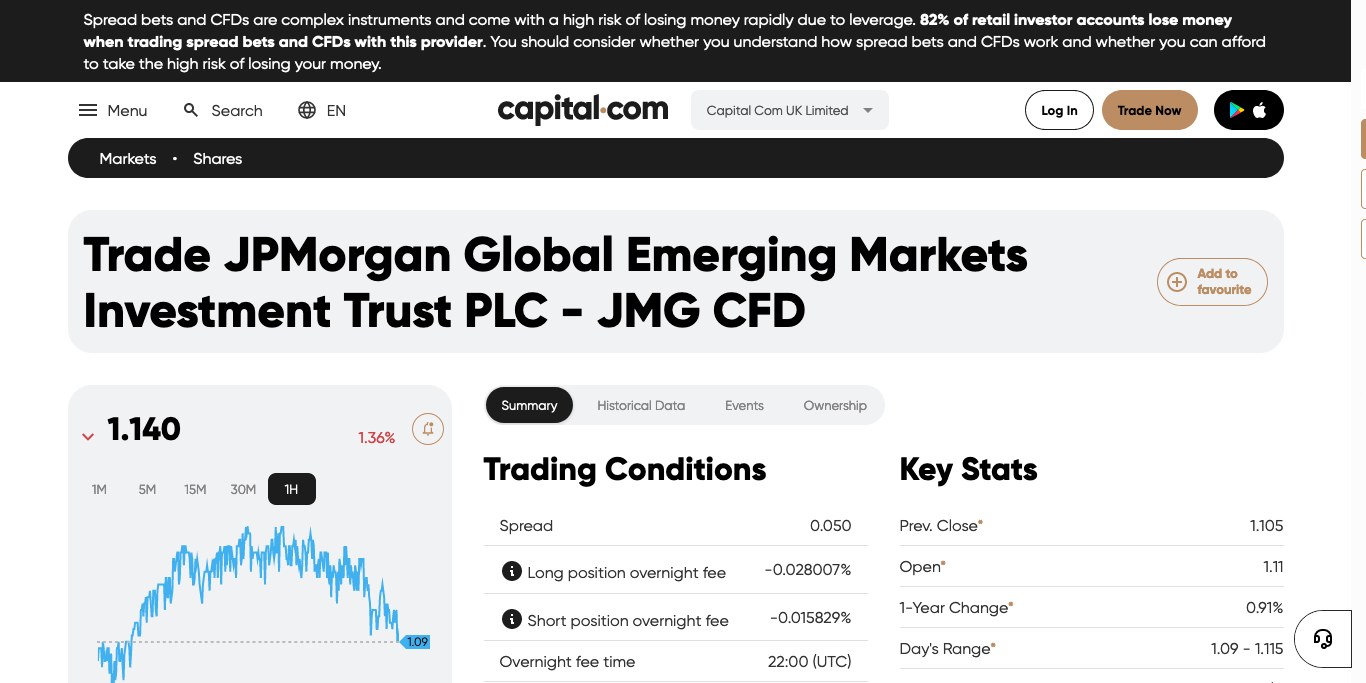 Spread bets and CFDs are complex instruments and come with a high risk of losing money rapidly due to leverage. 82% of retail investor accounts lose money
when trading spread bets and CFDs with this provider. You should consider whether you understand how spread bets and CFDs work and whether you can afford
to take the high risk of losing your money.
Menu Search EN capital.com Capital Com UK Limited Log In Trade Now
Markets • Shares
Trade JPMorgan Global Emerging Markets
Investment Trust PLC - JMG CFD
Add to
favourite
1.140 1.36%
1M 5M 15M 30M 1H
1.09
Summary Historical Data Events Ownership
Trading Conditions
Spread 0.050
Long position overnight fee -0.028007%
Short position overnight fee -0.015829%
Overnight fee time 22:00 (UTC)
Key Stats
Prev. Close 1.105
Open 1.11
1-Year Change 0.91%
Day's Range 1.09 - 1.115